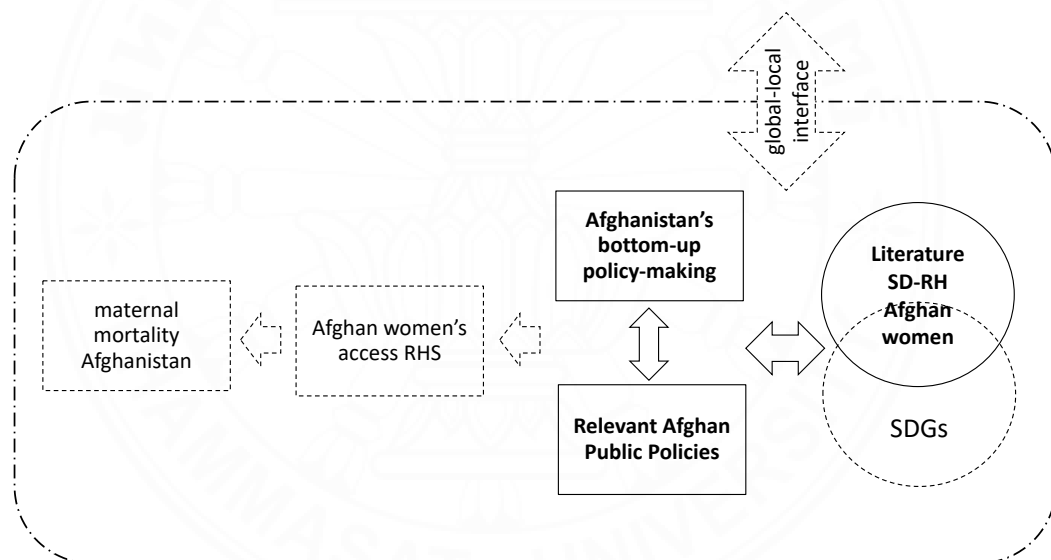 global-local
interface
Afghanistan's
bottom-up
policy-making
Literature
SD-RH
Afghan
women
maternal
mortality
Afghanistan
Afghan women's
access RHS
Relevant Afghan
Public Policies
SDGs